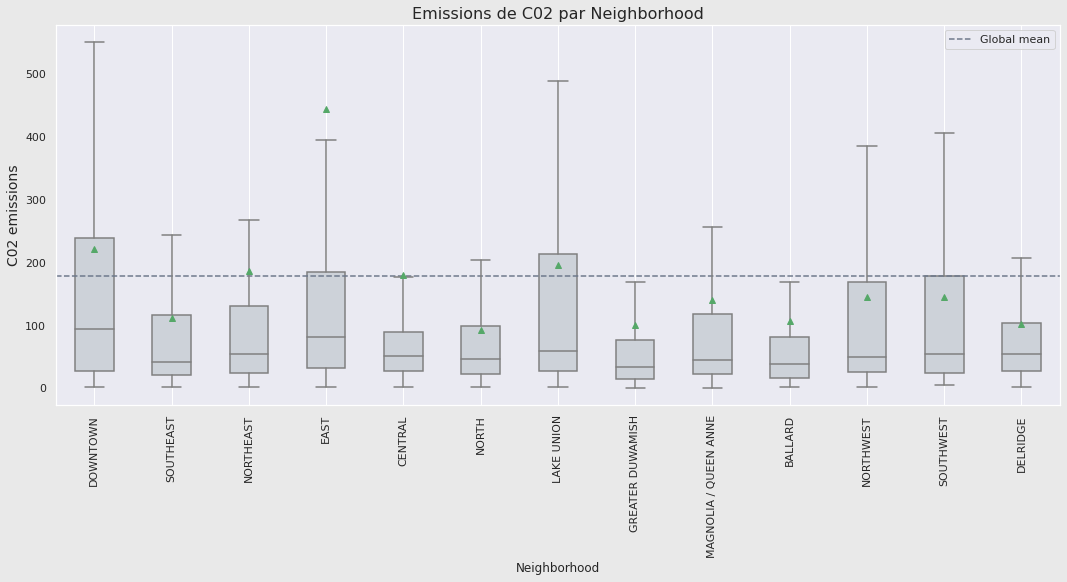 Emissions de C02 par Neighborhood
Global mean
C02 emissions
500
400
300
200
100
0
DOWNTOWN
SOUTHEAST
NORTHEAST
EAST
CENTRAL
NORTH
LAKE UNION
GREATER DUWAMISH
MAGNOLIA / QUEEN ANNE
BALLARD
NORTHWEST
SOUTHWEST
DELRIDGE
Neighborhood